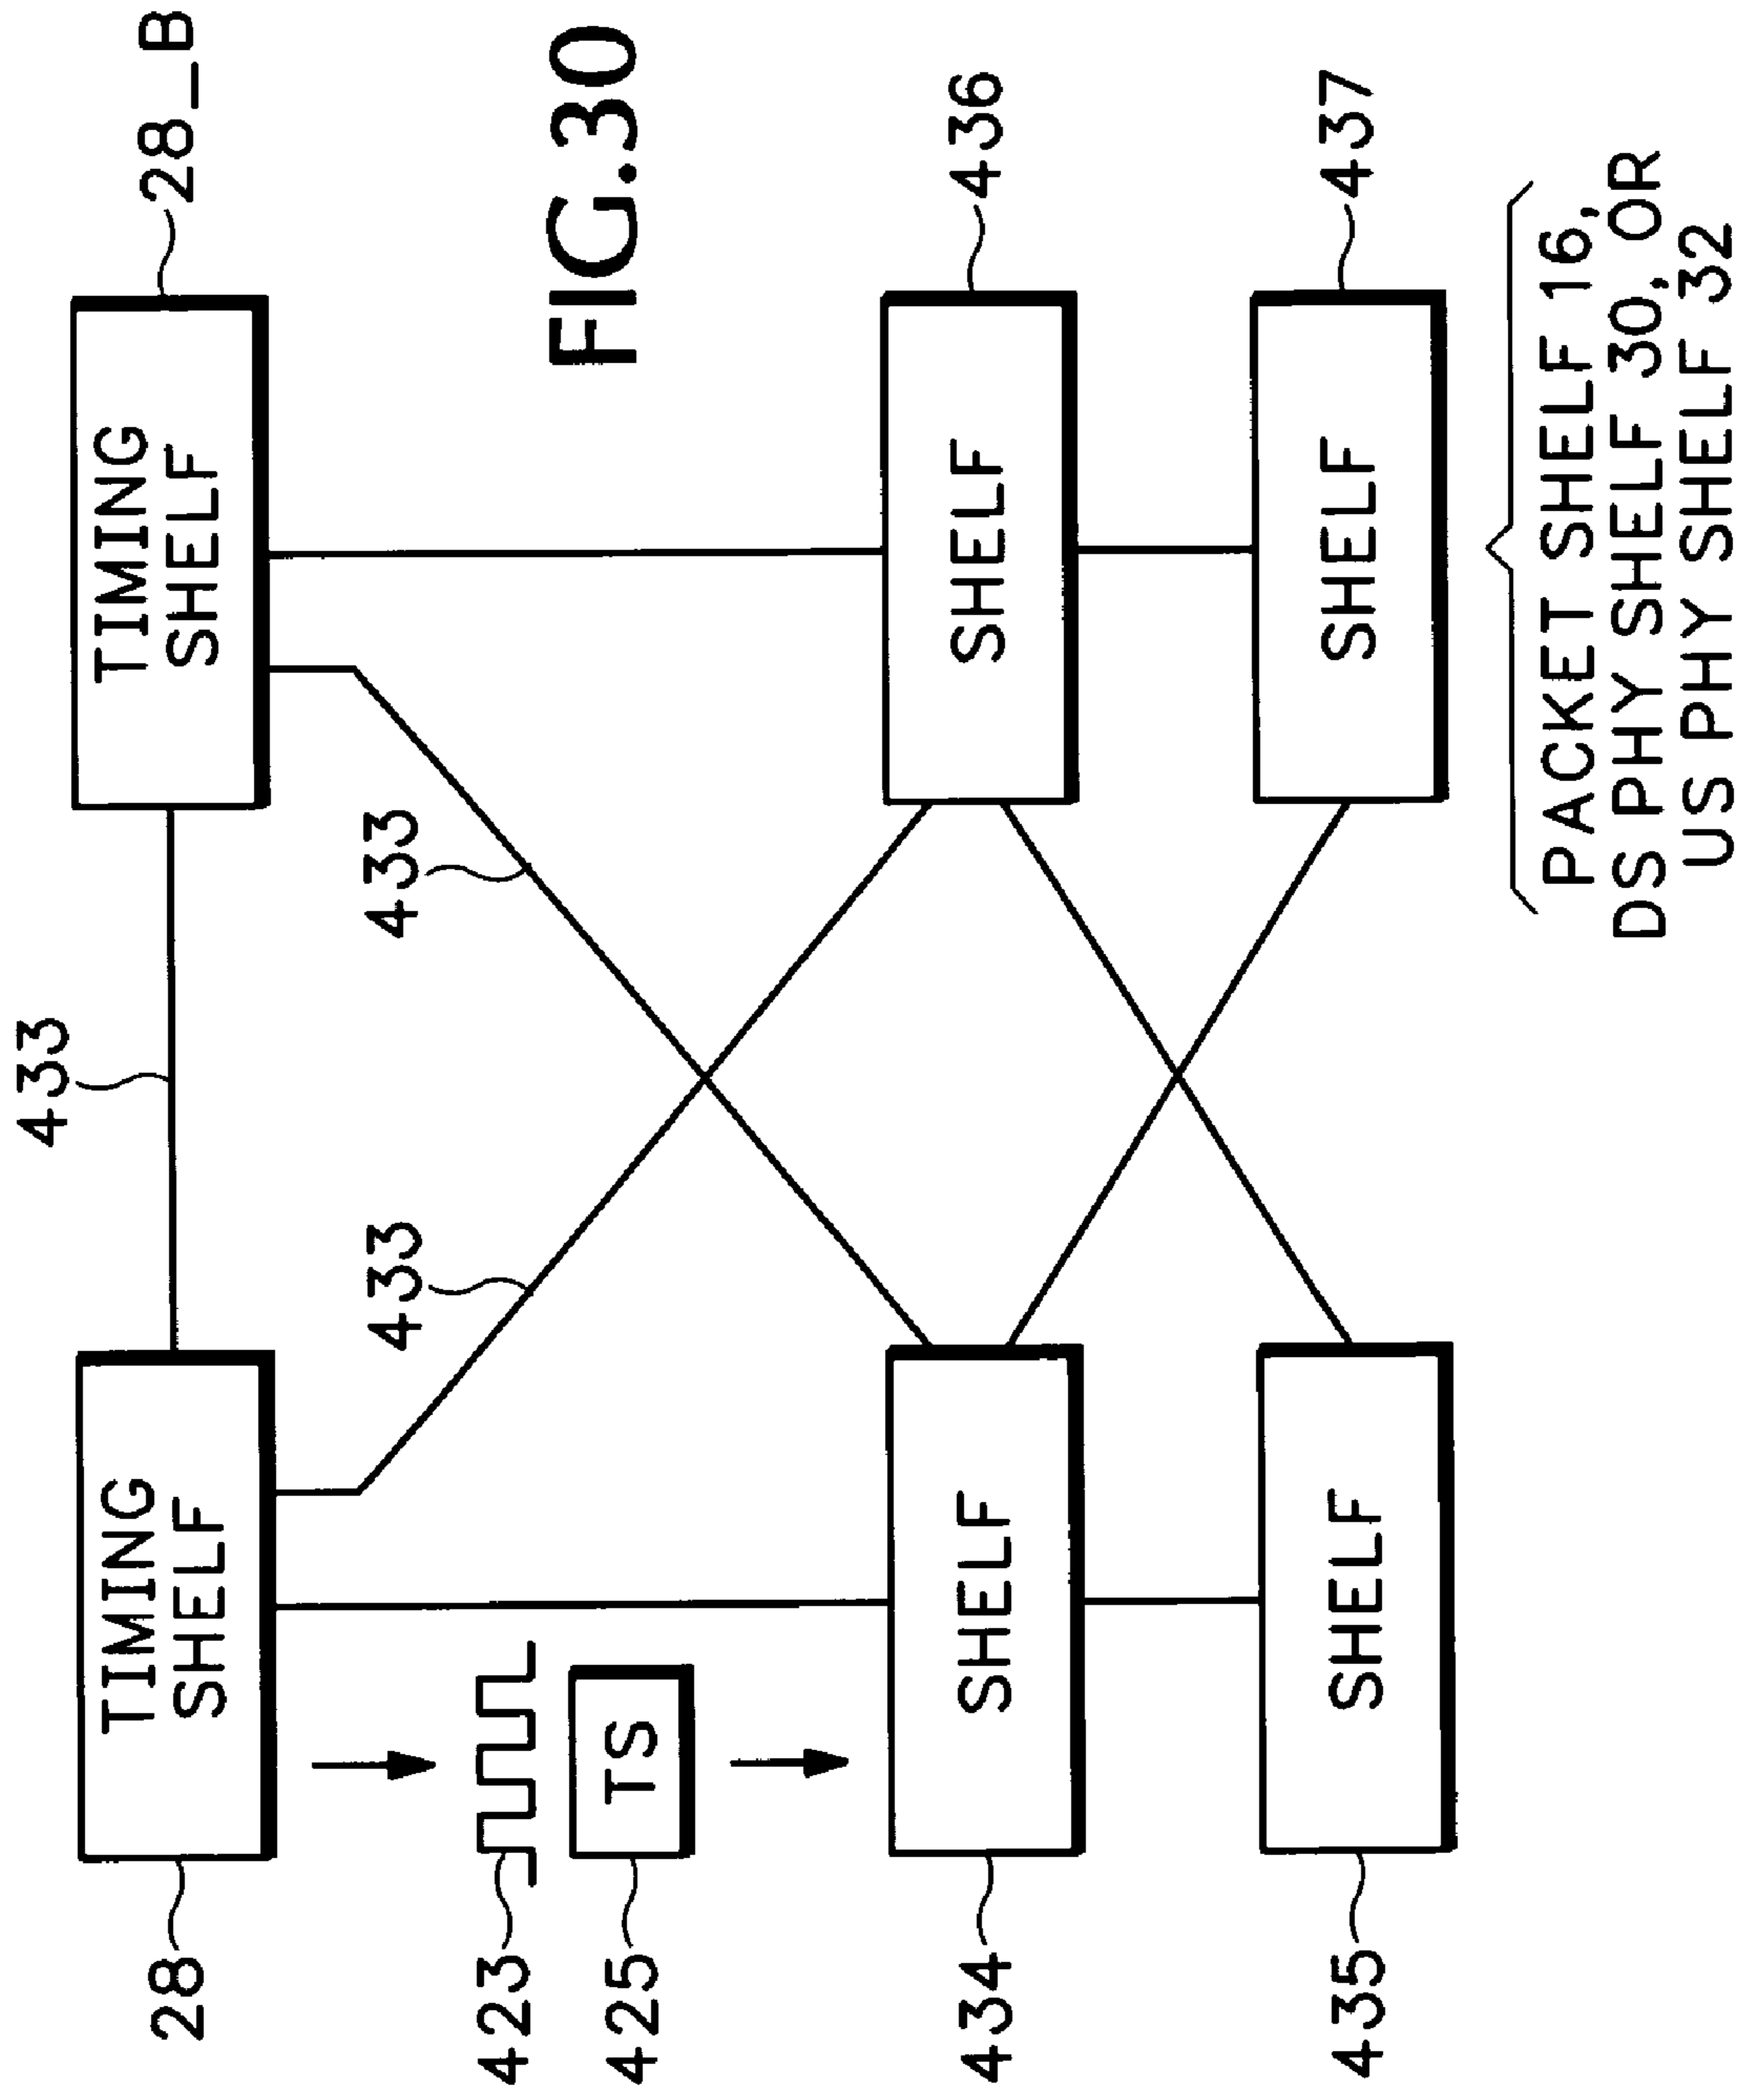 433
28
TIMING
SHELF
TIMING
SHELF
28_B
433
433
423
425
TS
FIG.30
434
SHELF
SHELF
436
435
SHELF
SHELF
437
PACKET SHELF 16,
DS PHY SHELF 30, OR
US PHY SHELF 32